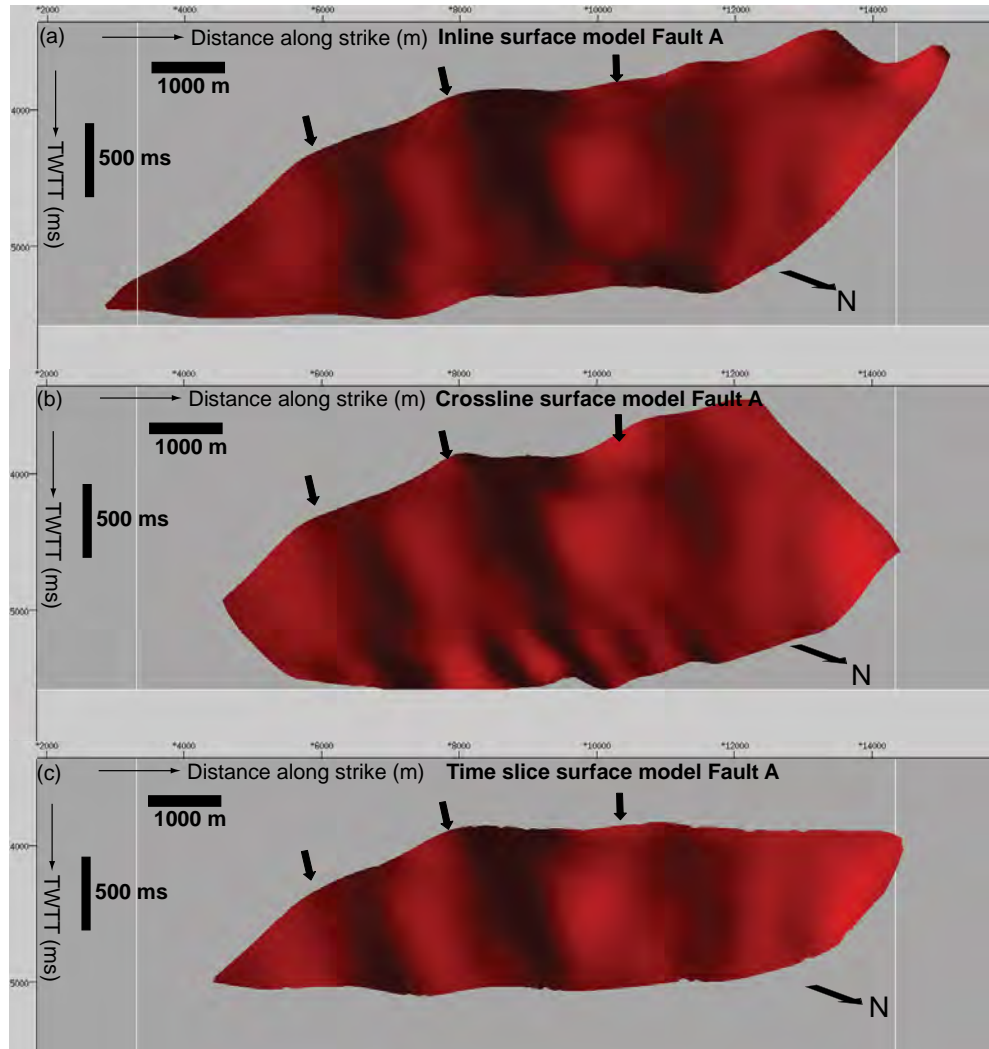 *2000 *4000 *6000 *8000 *10000 *12000 *14000
(a) Distance along strike (m) Inline surface model Fault A
1000 m
4000
500 ms
TWTT (ms)
5000
N
*2000 *4000 *6000 *8000 *10000 *12000 *14000
(b) Distance along strike (m) Crossline surface model Fault A
1000 m
4000
500 ms
TWTT (ms)
5000
N
*2000 *4000 *6000 *8000 *10000 *12000 *14000
(c) Distance along strike (m) Time slice surface model Fault A
1000 m
4000
500 ms
TWTT (ms)
5000
N